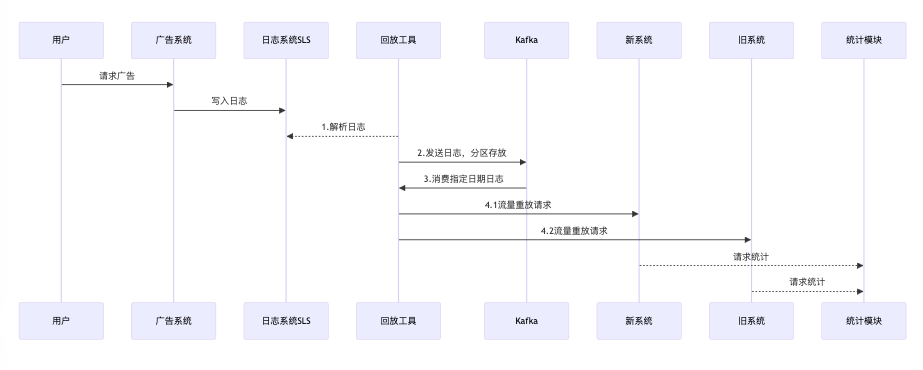 用户
广告系统
日志系统SLS
回放工具
Kafka
新系统
旧系统
统计模块
请求广告
写入日志
1.解析日志
2.发送日志，分区存放
3.消费指定日期日志
4.1流量重放请求
4.2流量重放请求
请求统计
请求统计
用户
广告系统
日志系统SLS
回放工具
Kafka
新系统
旧系统
统计模块